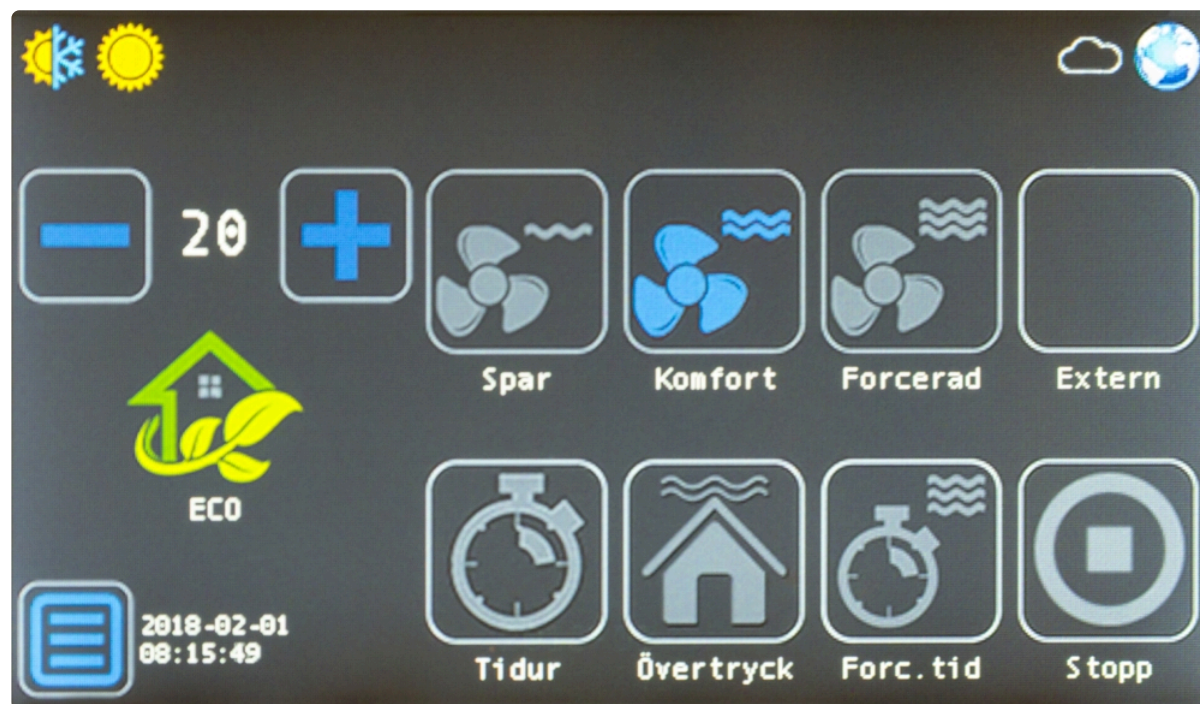 20
Spar
Komfort
Forcerad
Extern
ECO
2018-02-01
08:15:49
Tidur
Övertryck
Forc.tid
Stopp